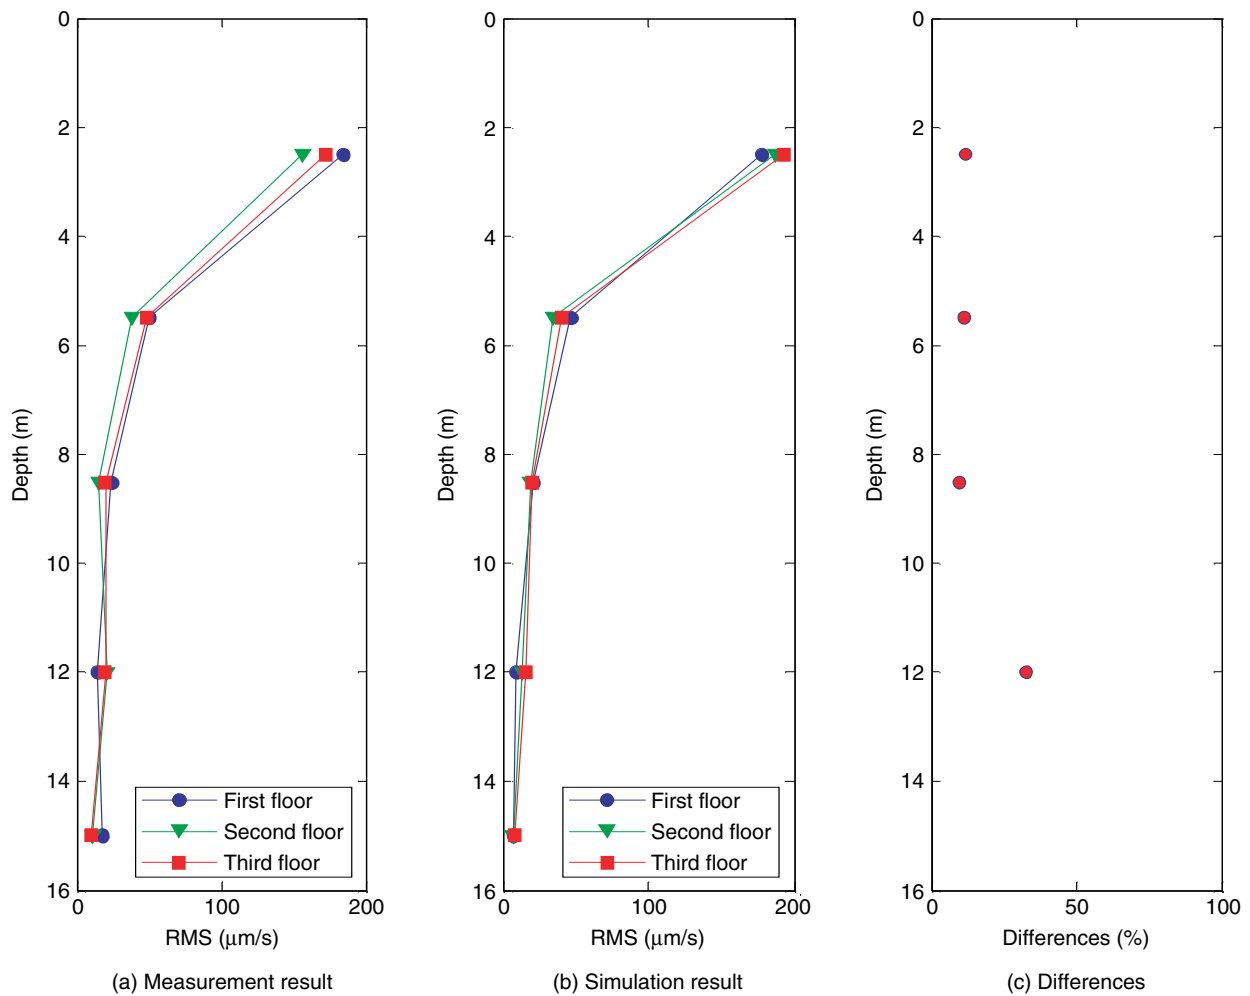 0
2
4
6
8
10
12
14
16
Depth (m)
First floor
Second floor
Third floor
0
100
200
RMS (μm/s)
(a) Measurement result
0
2
4
6
8
10
12
14
16
Depth (m)
First floor
Second floor
Third floor
0
100
200
RMS (μm/s)
(b) Simulation result
0
2
4
6
8
10
12
14
16
Depth (m)
0
50
100
Differences (%)
(c) Differences